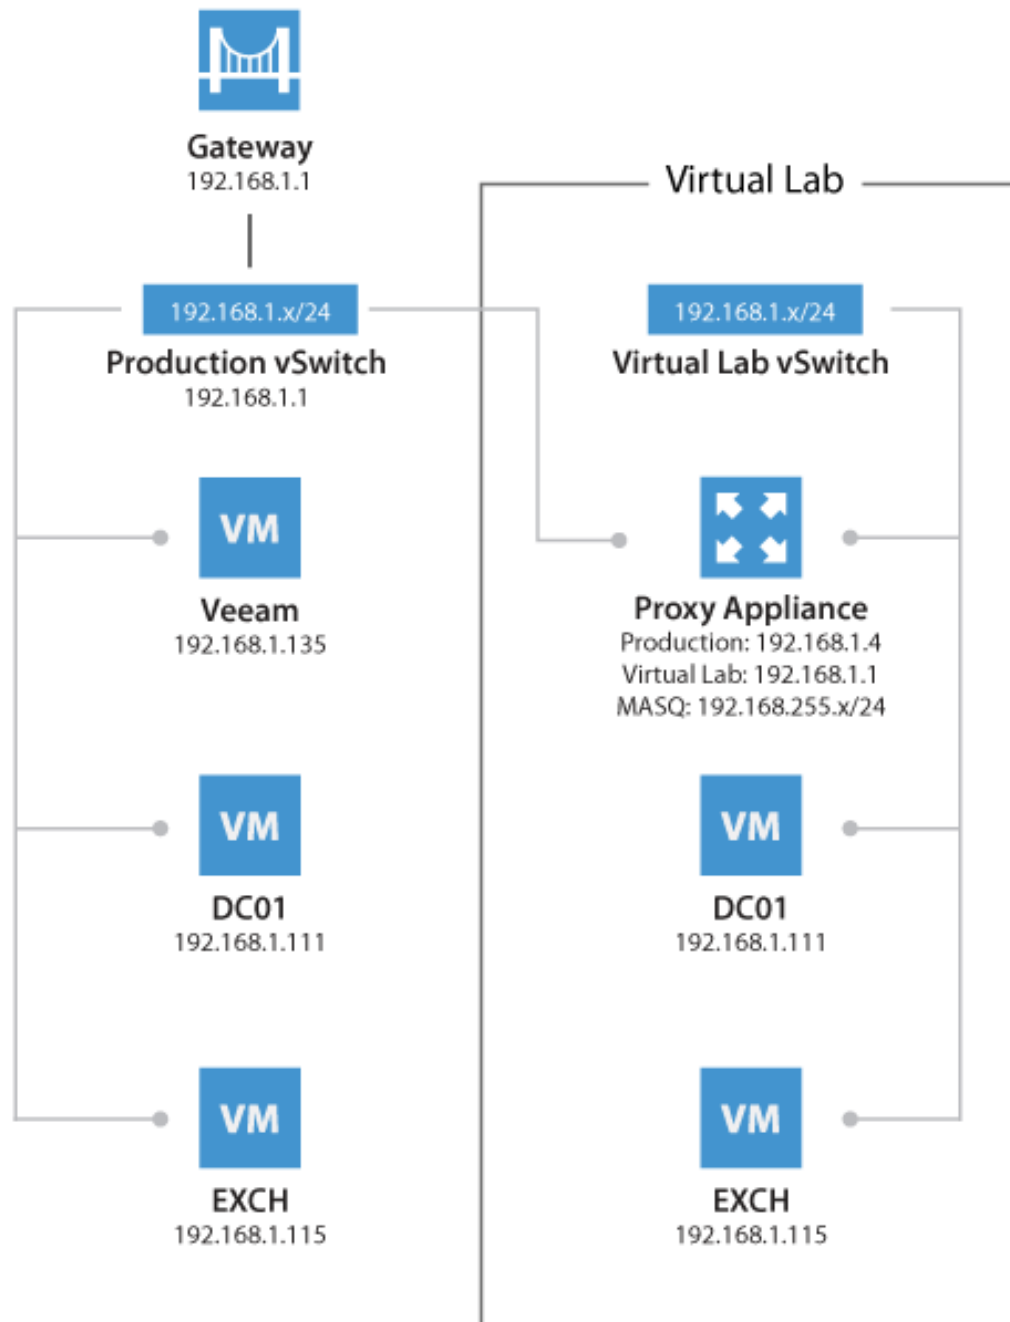 Gateway
192.168.1.1
Virtual Lab
192.168.1.x/24
Production vSwitch
192.168.1.1
192.168.1.x/24
Virtual Lab vSwitch
VM
Veeam
192.168.1.135
Proxy Appliance
Production: 192.168.1.4
Virtual Lab: 192.168.1.1
MASQ: 192.168.255.x/24
VM
DC01
192.168.1.111
VM
DC01
192.168.1.111
VM
EXCH
192.168.1.115
VM
EXCH
192.168.1.115